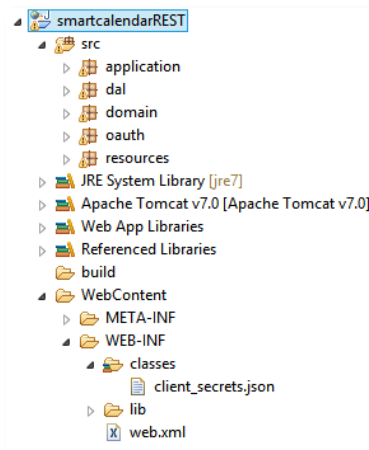 smartcalendarREST
src
application
dal
domain
oauth
resources
JRE System Library [jre7]
Apache Tomcat v7.0 [Apache Tomcat v7.0]
Web App Libraries
Referenced Libraries
build
WebContent
META-INF
WEB-INF
classes
client_secrets.json
lib
web.xml